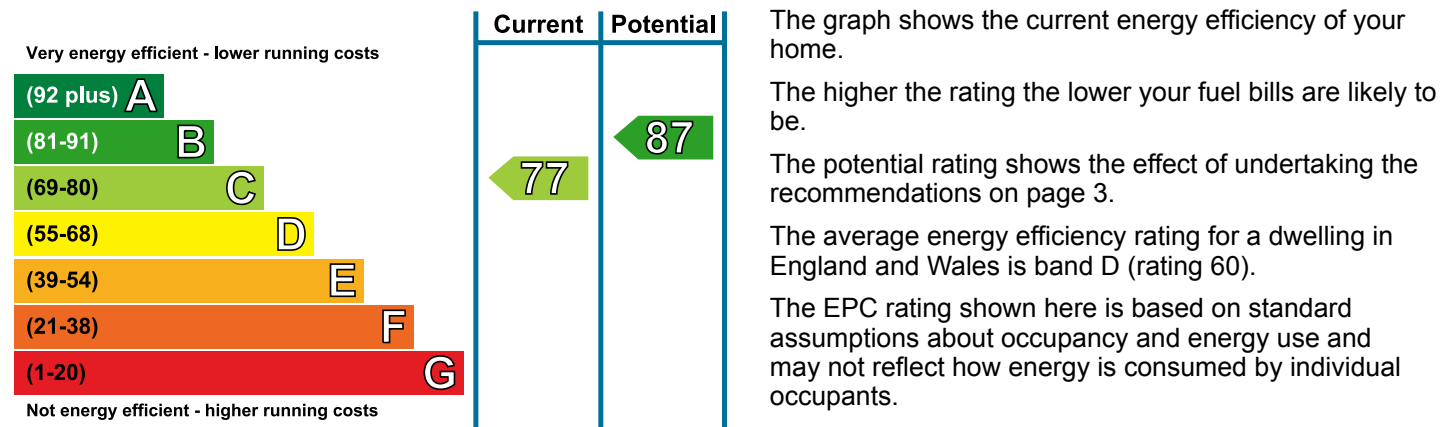 Current Potential
Very energy efficient - lower running costs
(92 plus) A
(81-91) B
87
(69-80) C
77
(55-68) D
(39-54) E
(21-38) F
(1-20) G
Not energy efficient - higher running costs
The graph shows the current energy efficiency of your
home.
The higher the rating the lower your fuel bills are likely to
be.
The potential rating shows the effect of undertaking the
recommendations on page 3.
The average energy efficiency rating for a dwelling in
England and Wales is band D (rating 60).
The EPC rating shown here is based on standard
assumptions about occupancy and energy use and
may not reflect how energy is consumed by individual
occupants.